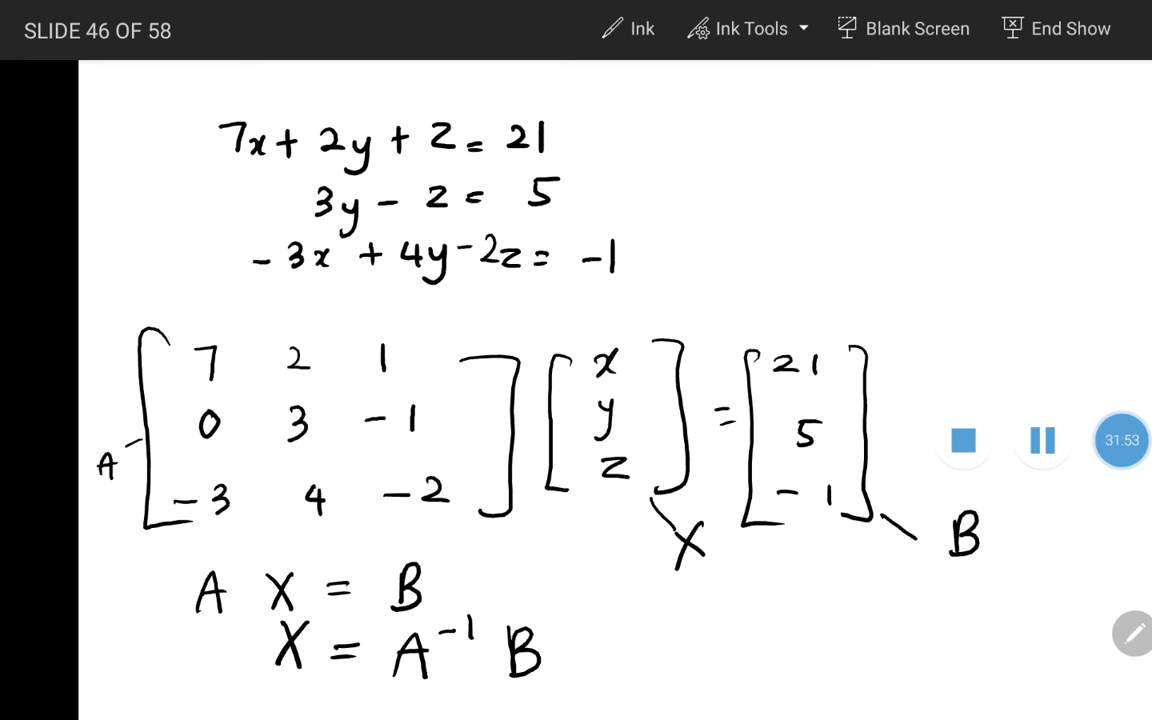 SLIDE 46 OF 58 Ink Ink Tools Blank Screen End Show
7x + 2y + z = 21
3y - z = 5
-3x + 4y - 2z = -1
7 2 1 x 21
0 3 -1 y = 5
A -3 4 -2 z -1
31:53
X B
A X = B
X = A⁻¹ B